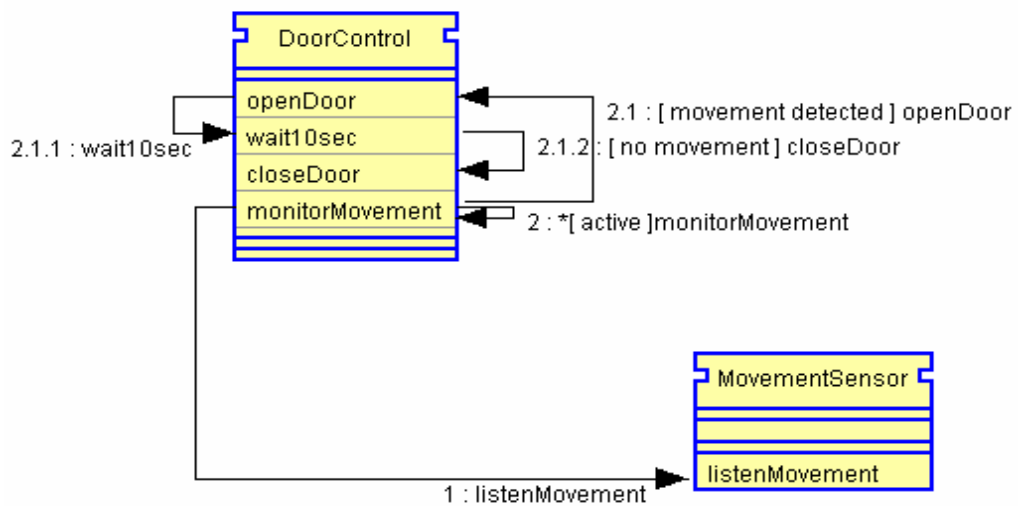 DoorControl
openDoor
2.1 : [ movement detected ] openDoor
wait10sec
2.1.1 : wait10sec
2.1.2 : [ no movement ] closeDoor
closeDoor
monitorMovement
2 : *[ active ]monitorMovement
MovementSensor
listenMovement
1 : listenMovement